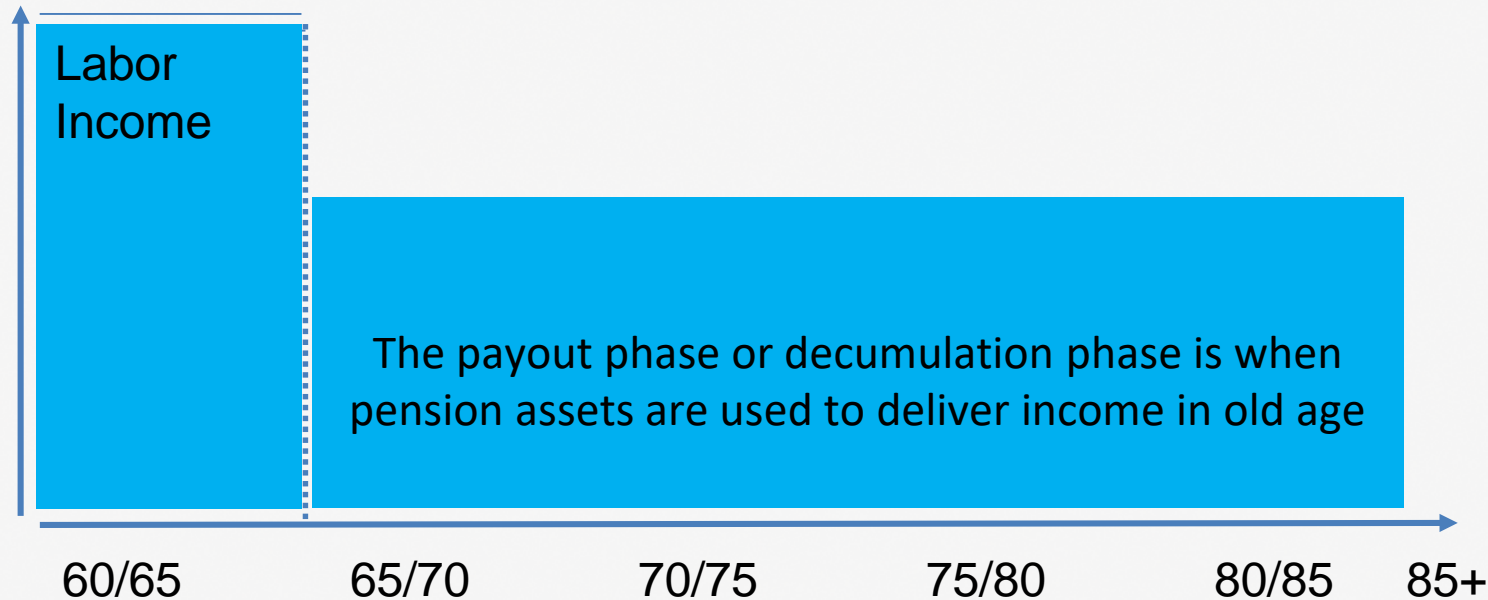 Labor
Income
The payout phase or decumulation phase is when
pension assets are used to deliver income in old age
60/65 65/70 70/75 75/80 80/85 85+